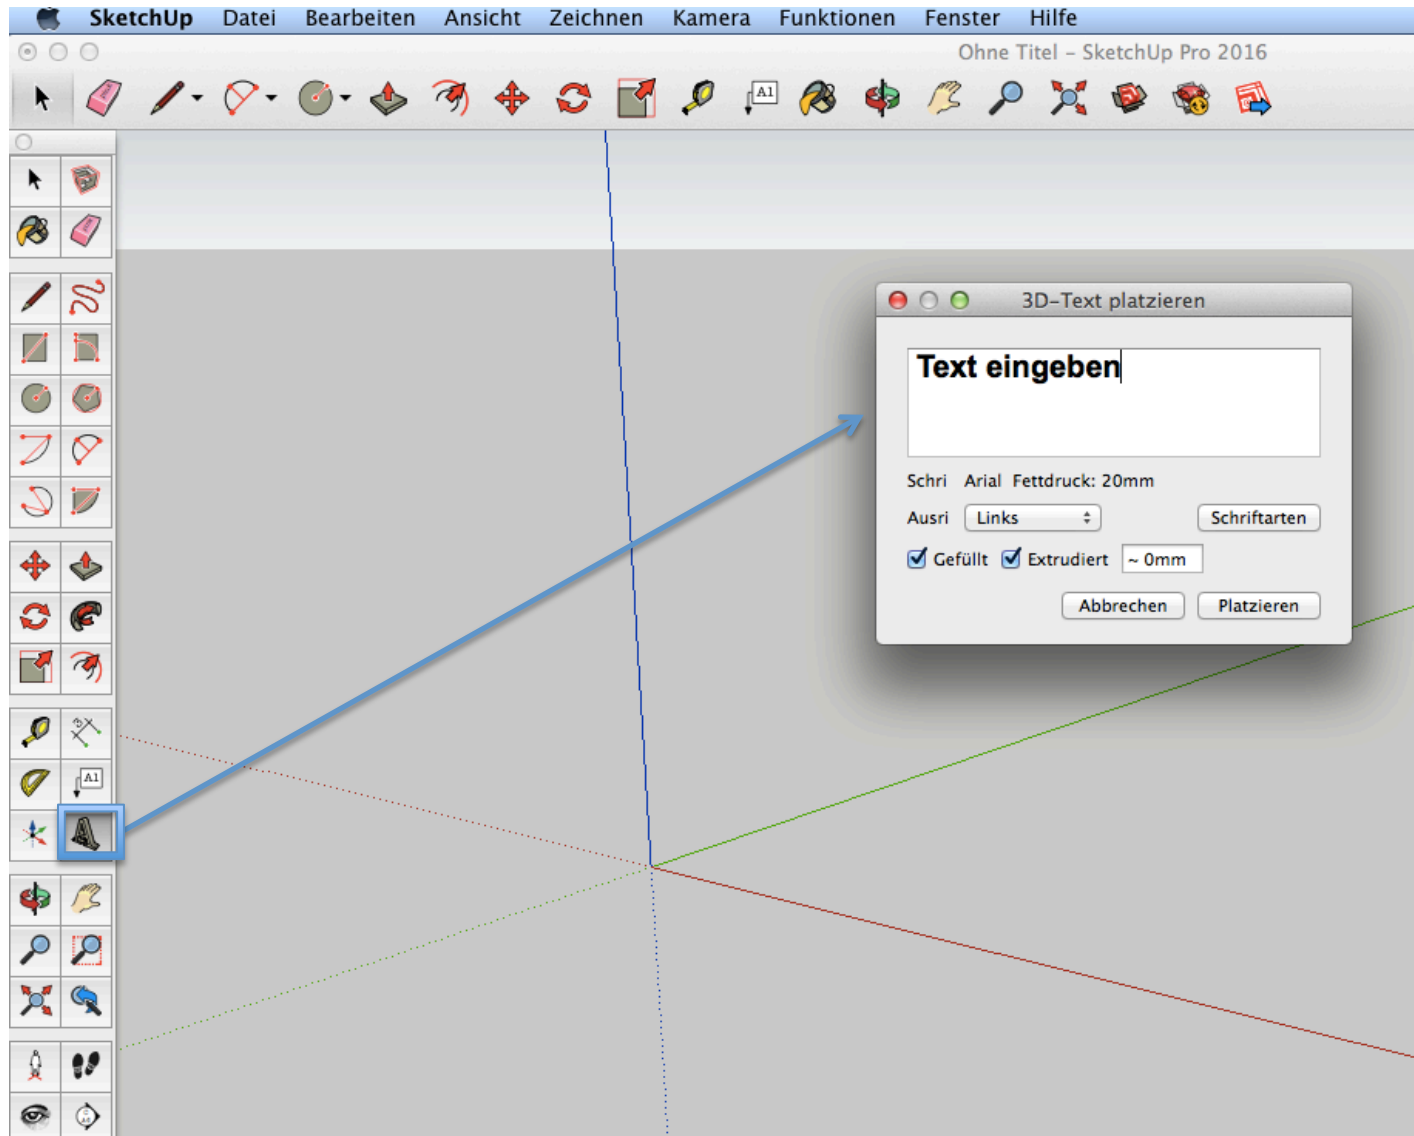 SketchUp Datei Bearbeiten Ansicht Zeichnen Kamera Funktionen Fenster Hilfe
Ohne Titel – SketchUp Pro 2016
A1
3D-Text platzieren
Text eingeben
Schri Arial Fettdruck: 20mm
Ausri Links Schriftarten
Gefüllt Extrudiert ~ 0mm
Abbrechen Platzieren
A1